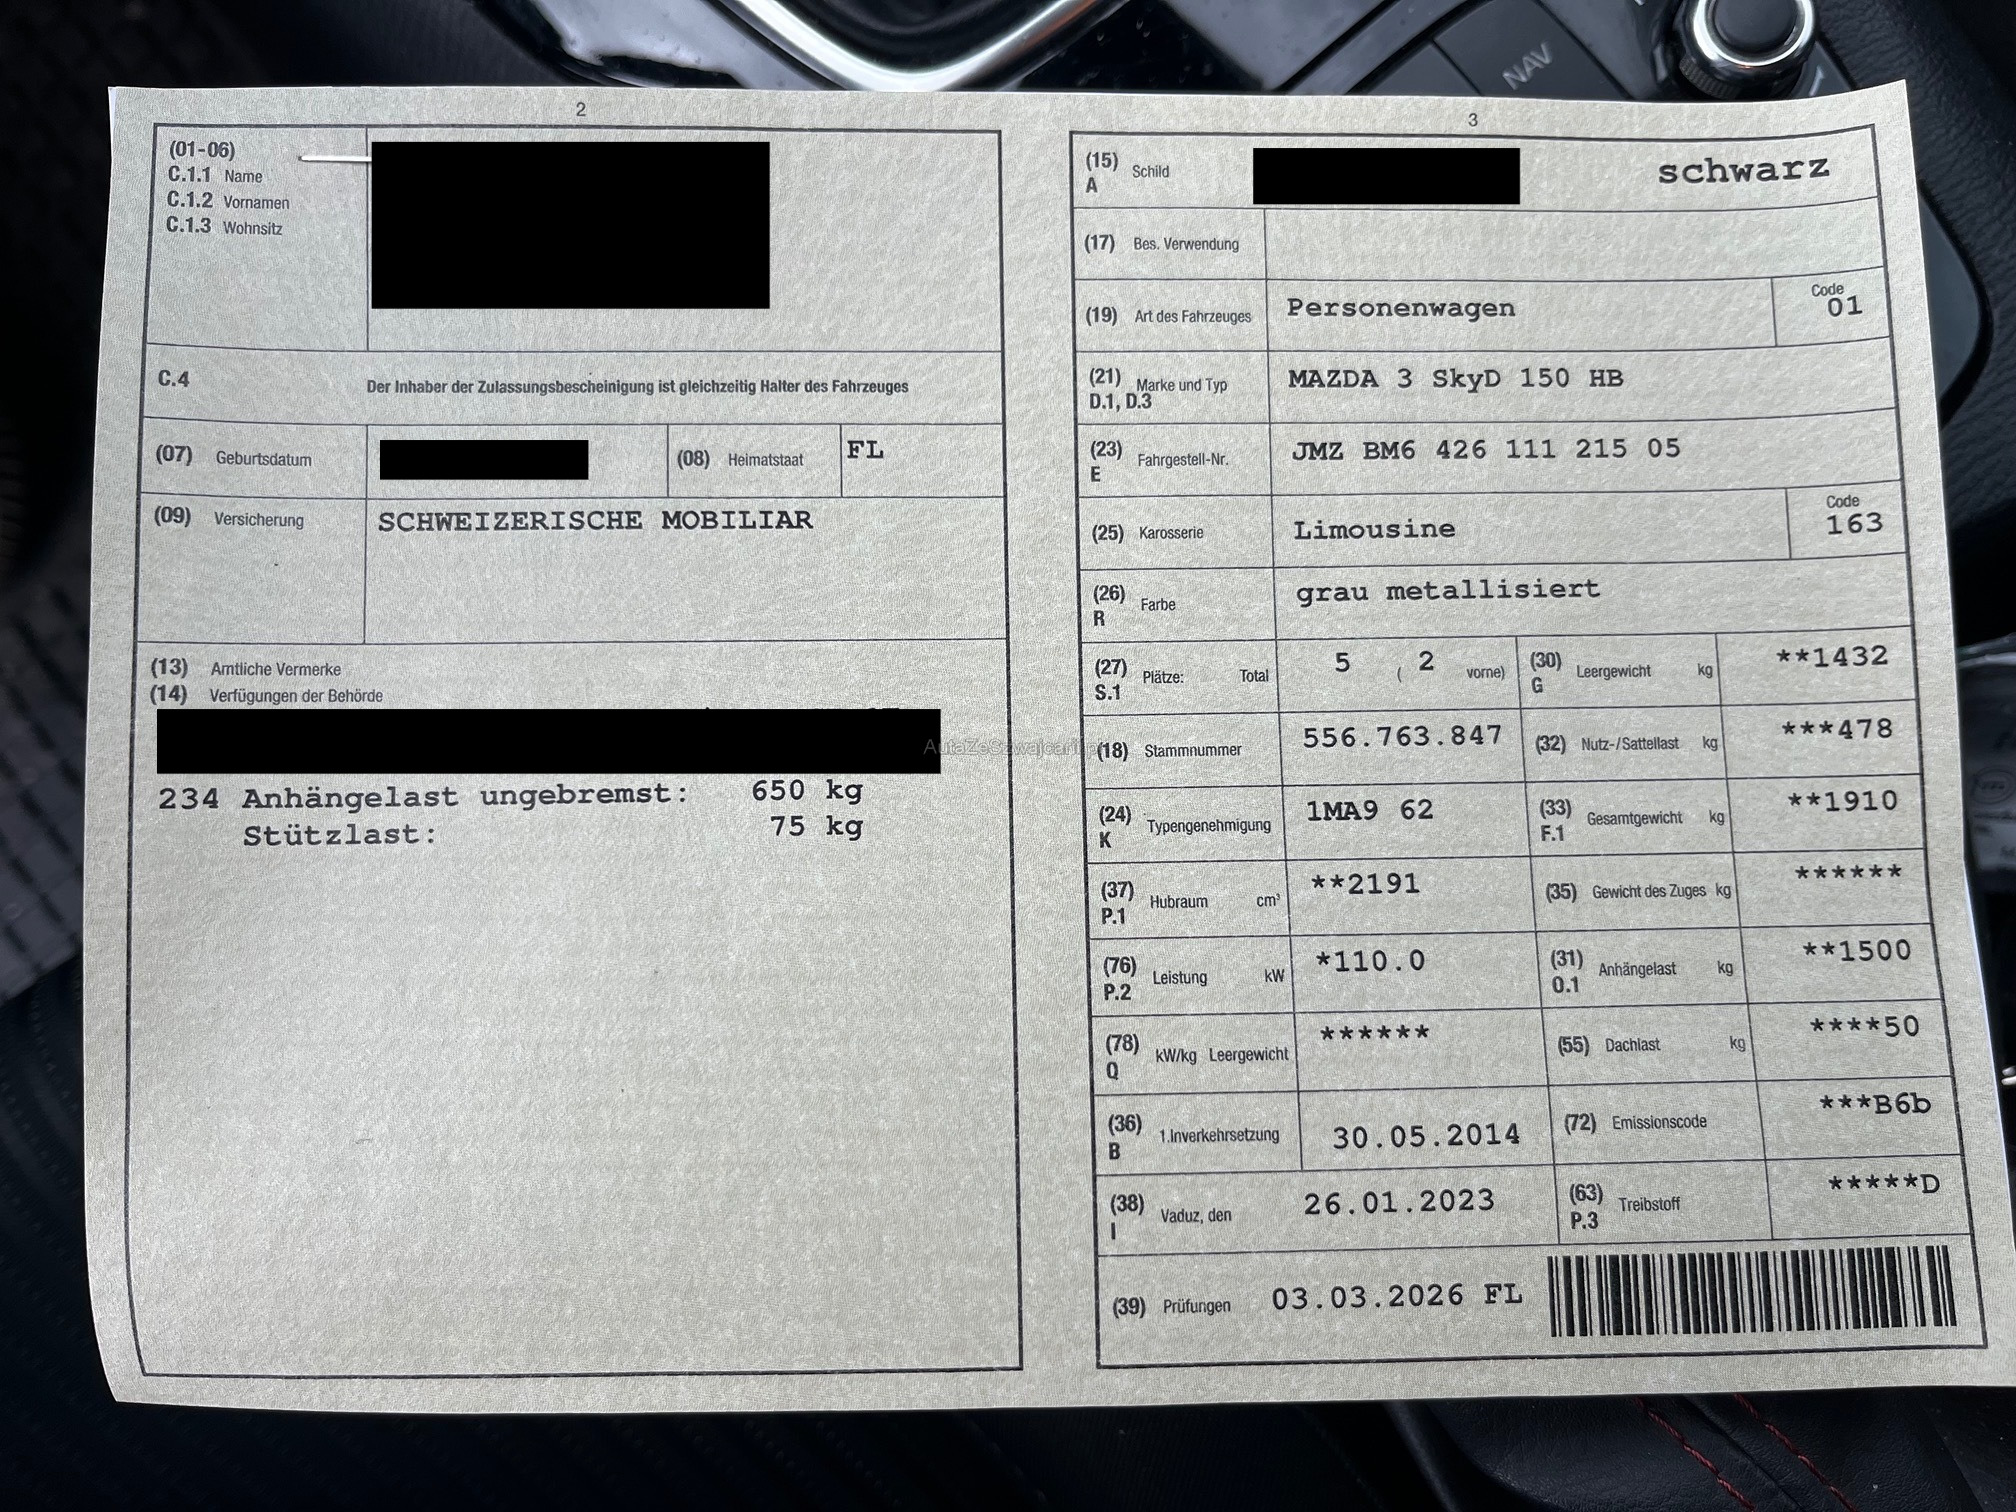 NAV
2
(01-06)
C.1.1 Name
C.1.2 Vornamen
C.1.3 Wohnsitz
C.4 Der Inhaber der Zulassungsbescheinigung ist gleichzeitig Halter des Fahrzeuges
(07) Geburtsdatum
(08) Heimatstaat FL
(09) Versicherung SCHWEIZERISCHE MOBILIAR
(13) Amtliche Vermerke
(14) Verfügungen der Behörde
234 Anhängelast ungebremst: 650 kg
Stützlast: 75 kg
3
(15) A Schild schwarz
(17) Bes. Verwendung
(19) Art des Fahrzeuges Personenwagen Code 01
(21) D.1, D.3 Marke und Typ MAZDA 3 SkyD 150 HB
(23) E Fahrgestell-Nr. JMZ BM6 426 111 215 05
(25) Karosserie Limousine Code 163
(26) R Farbe grau metallisiert
(27) S.1 Plätze: Total 5 ( 2 vorne) (30) G Leergewicht kg **1432
(18) Stammnummer 556.763.847 (32) Nutz-/Sattellast kg ***478
(24) K Typengenehmigung 1MA9 62 (33) F.1 Gesamtgewicht kg **1910
(37) P.1 Hubraum cm³ **2191 (35) Gewicht des Zuges kg ******
(76) P.2 Leistung kW *110.0 (31) O.1 Anhängelast kg **1500
(78) Q kW/kg Leergewicht ****** (55) Dachlast kg ****50
(36) B 1.Inverkehrsetzung 30.05.2014 (72) Emissionscode ***B6b
(38) I Vaduz, den 26.01.2023 (63) P.3 Treibstoff *****D
(39) Prüfungen 03.03.2026 FL